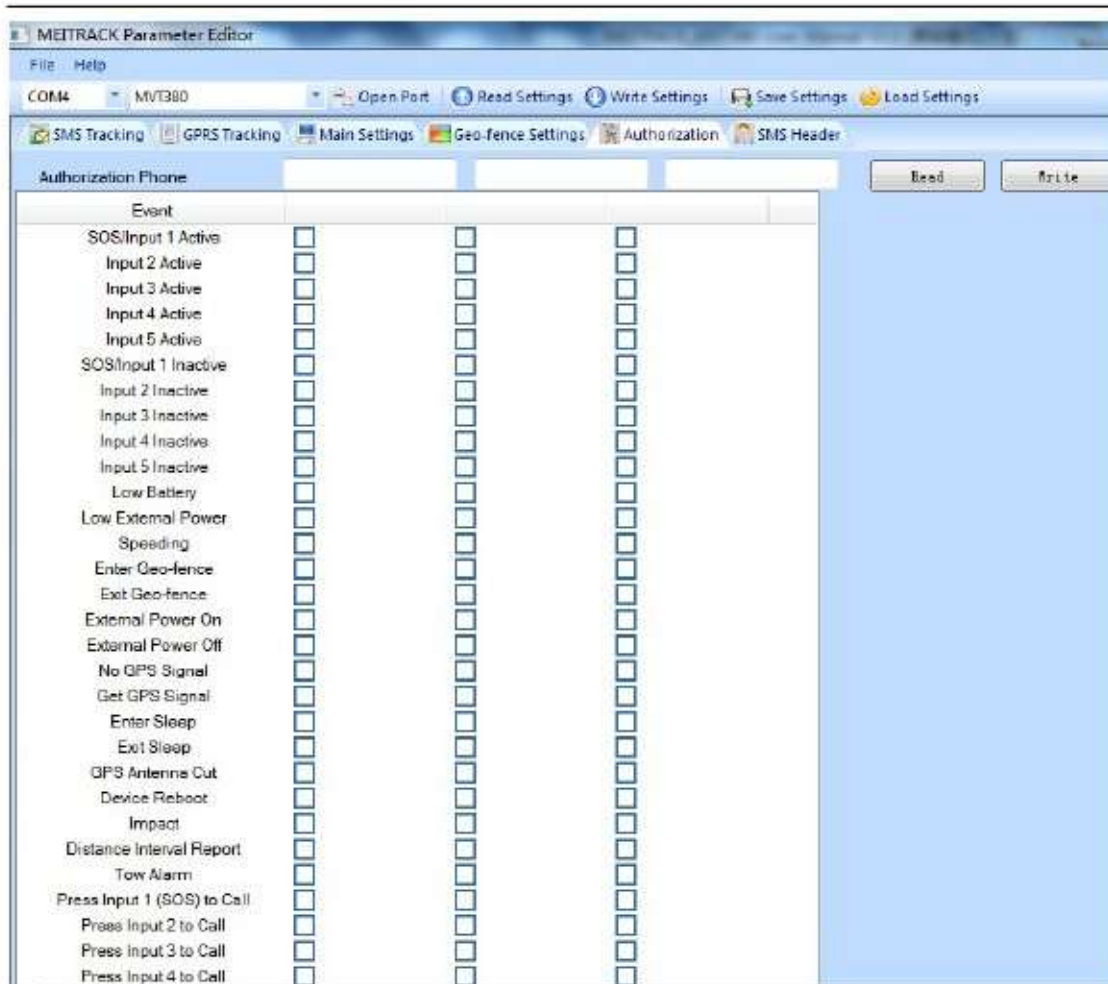 MEITRACK Parameter Editor
File Help
COM4 MVT380 Open Port Read Settings Write Settings Save Settings Load Settings
SMS Tracking GPRS Tracking Main Settings Geo-fence Settings Authorization SMS Header
Authorization Phone Read Write
Event
SOS/Input 1 Active
Input 2 Active
Input 3 Active
Input 4 Active
Input 5 Active
SOS/Input 1 Inactive
Input 2 Inactive
Input 3 Inactive
Input 4 Inactive
Input 5 Inactive
Low Battery
Low External Power
Speeding
Enter Geo-fence
Exit Geo-fence
External Power On
External Power Off
No GPS Signal
Get GPS Signal
Enter Sleep
Exit Sleep
GPS Antenna Cut
Device Reboot
Impact
Distance Interval Report
Tow Alarm
Press Input 1 (SOS) to Call
Press Input 2 to Call
Press Input 3 to Call
Press Input 4 to Call